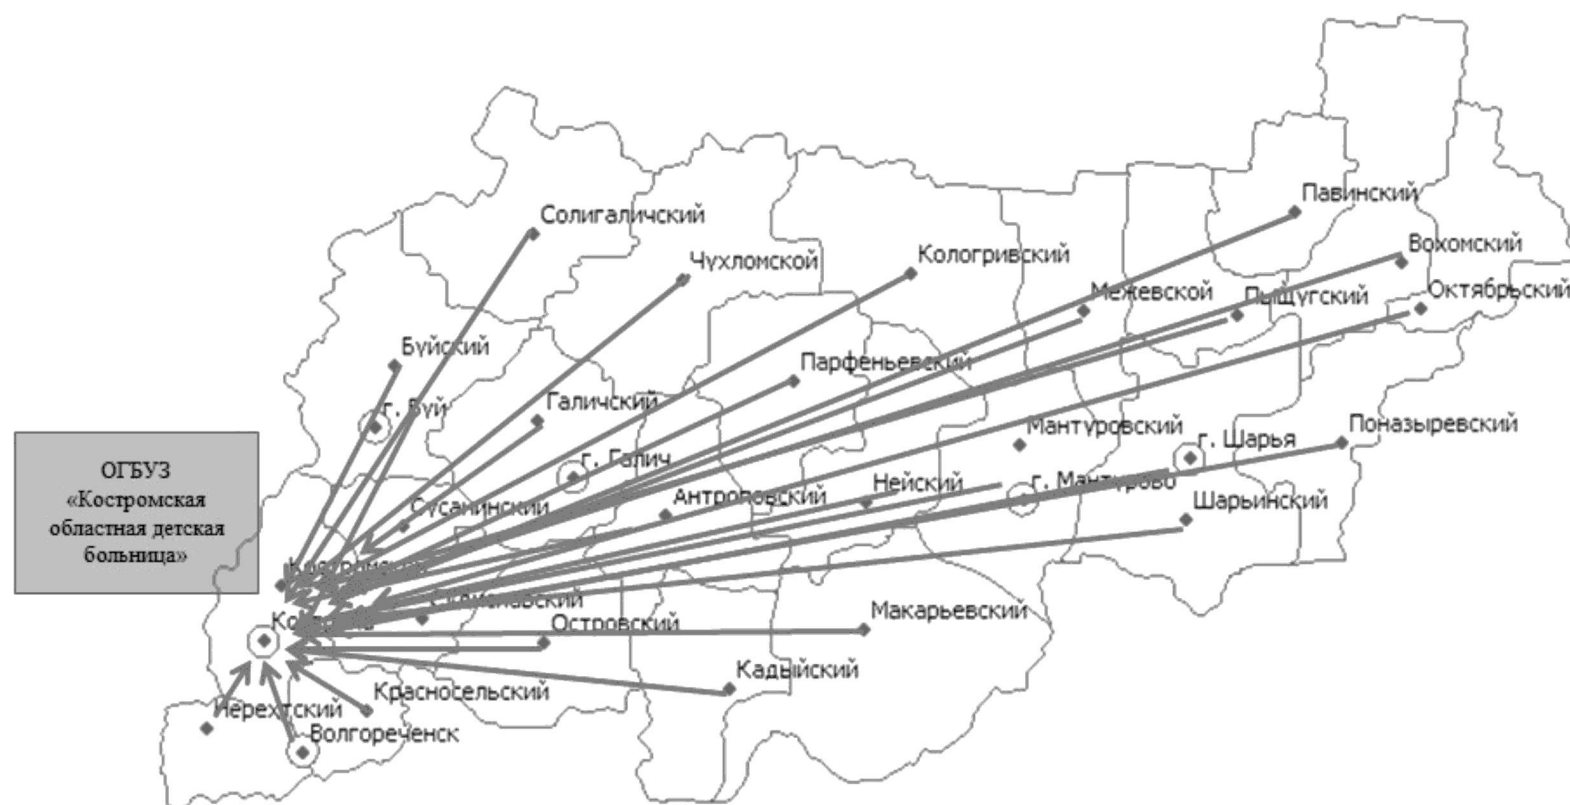 Павинский
Солигаличский
Вохомский
Чухломской
Кологривский
Межевской
Пыщугский
Октябрьский
Буйский
Парфеньевский
г. Буй
Галичский
Мантуровский
г. Шарья
Поназыревский
г. Галич
ОГБУЗ
«Костромская
областная детская
больница»
Сусанинский
Антроповский
Нейский
г. Мантурово
Шарьинский
Макарьевский
Островский
Кадыйский
Красносельский
Нерехтский
Волгореченск